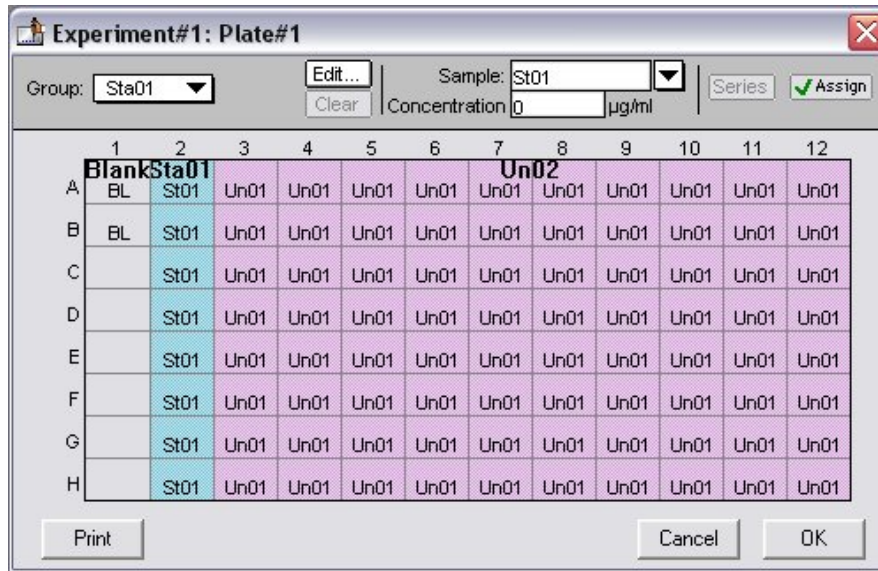 Experiment#1: Plate#1
Group: Sta01 Edit... Sample: St01 Series Assign
Clear Concentration 0 µg/ml
1 2 3 4 5 6 7 8 9 10 11 12
Blank Sta01 Un02
A BL St01 Un01 Un01 Un01 Un01 Un01 Un01 Un01 Un01 Un01 Un01
B BL St01 Un01 Un01 Un01 Un01 Un01 Un01 Un01 Un01 Un01 Un01
C St01 Un01 Un01 Un01 Un01 Un01 Un01 Un01 Un01 Un01 Un01
D St01 Un01 Un01 Un01 Un01 Un01 Un01 Un01 Un01 Un01 Un01
E St01 Un01 Un01 Un01 Un01 Un01 Un01 Un01 Un01 Un01 Un01
F St01 Un01 Un01 Un01 Un01 Un01 Un01 Un01 Un01 Un01 Un01
G St01 Un01 Un01 Un01 Un01 Un01 Un01 Un01 Un01 Un01 Un01
H St01 Un01 Un01 Un01 Un01 Un01 Un01 Un01 Un01 Un01 Un01
Print Cancel OK